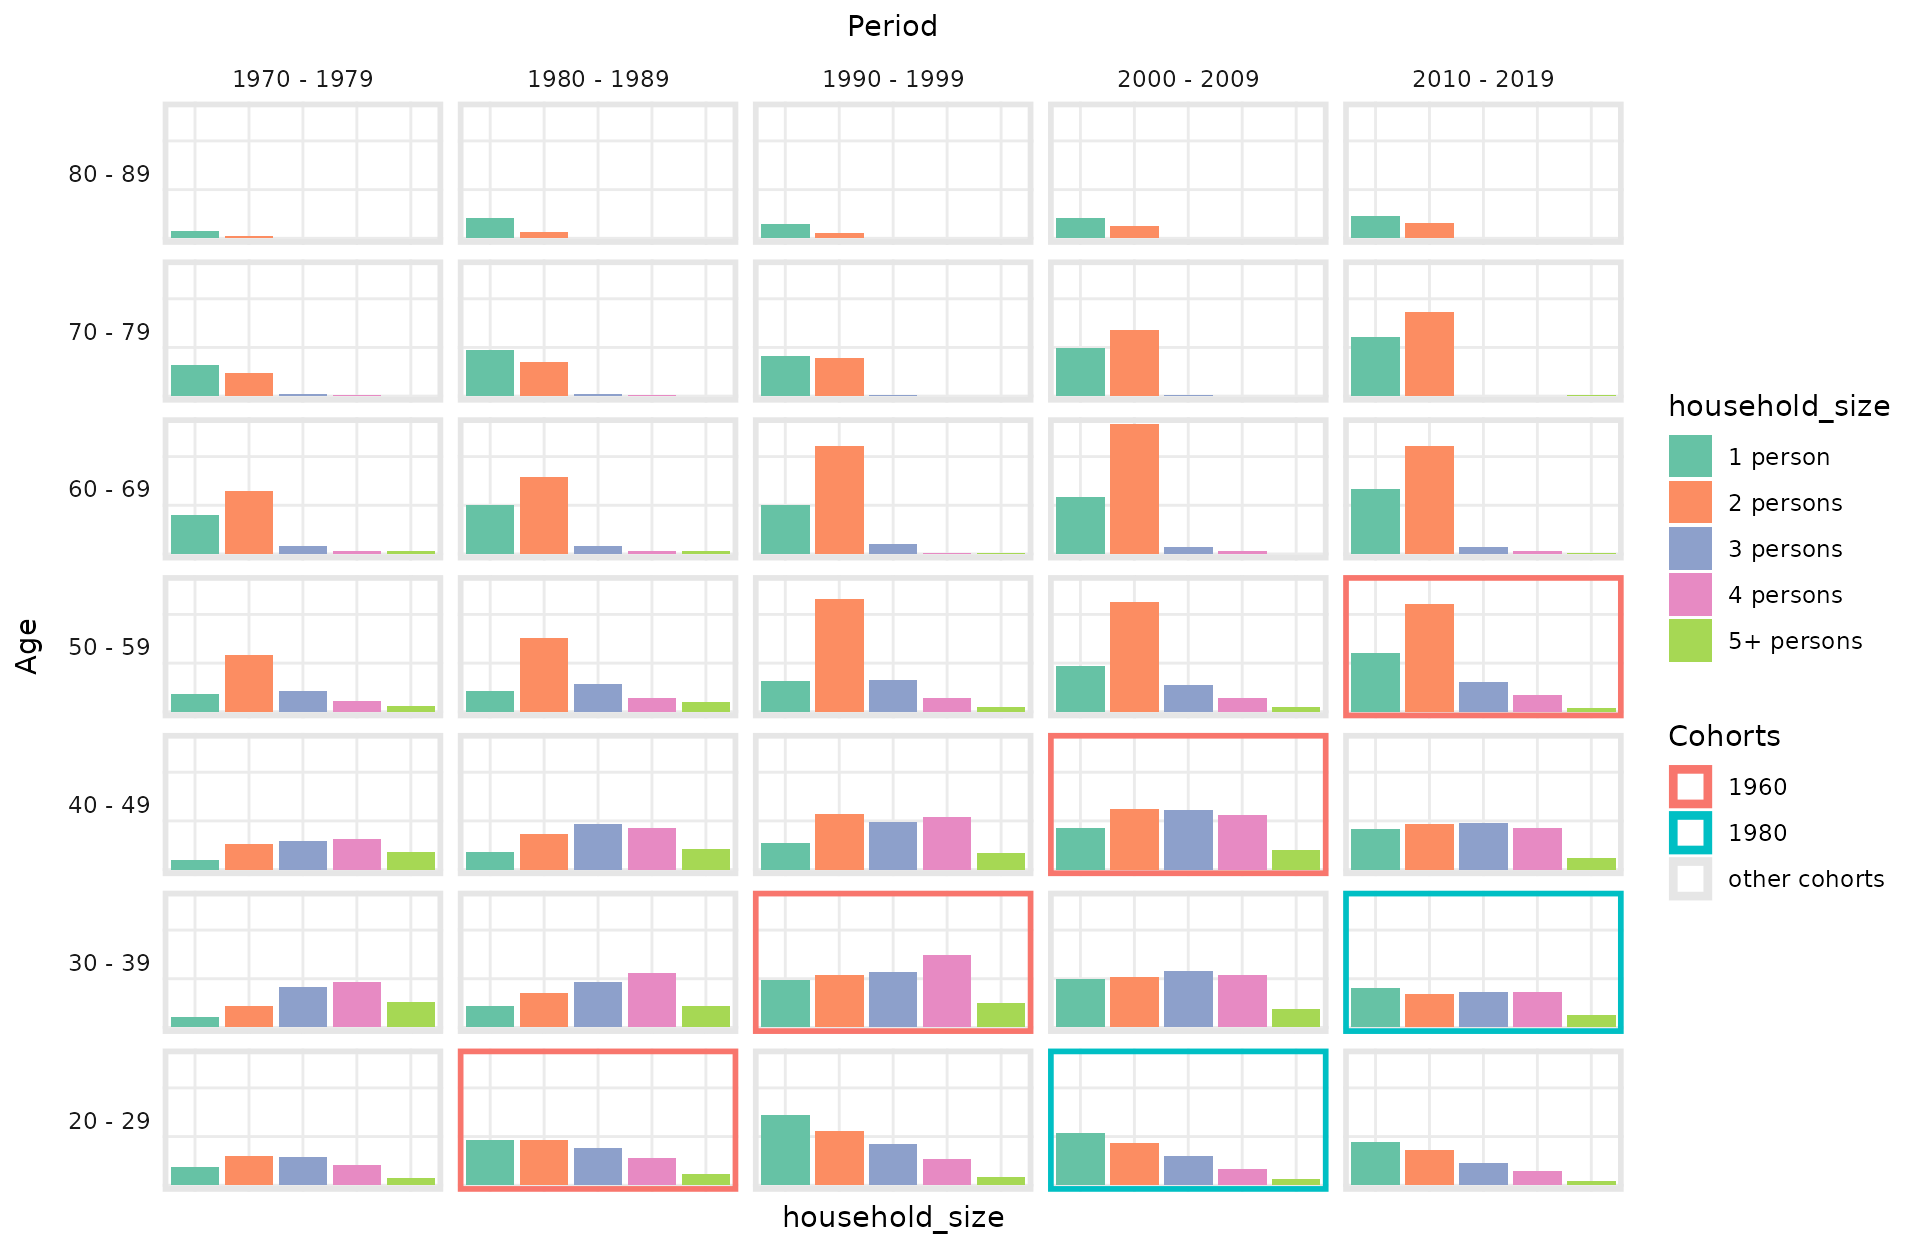 Period
1970 - 1979
1980 - 1989
1990 - 1999
2000 - 2009
2010 - 2019
80 - 89
70 - 79
60 - 69
50 - 59
40 - 49
30 - 39
20 - 29
Age
household_size
household_size
1 person
2 persons
3 persons
4 persons
5+ persons
Cohorts
1960
1980
other cohorts